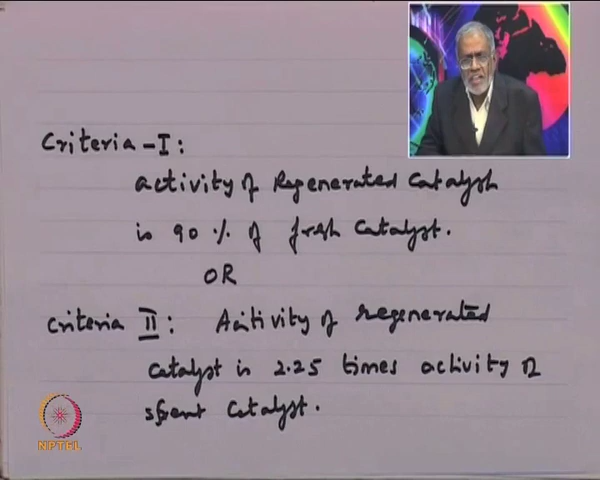 Criteria - I :
activity of Regenerated Catalyst
is 90 % of fresh Catalyst.
OR
Criteria II : Acitivity of regenerated
Catalyst is 2.25 times activity of
spent Catalyst.
NPTEL